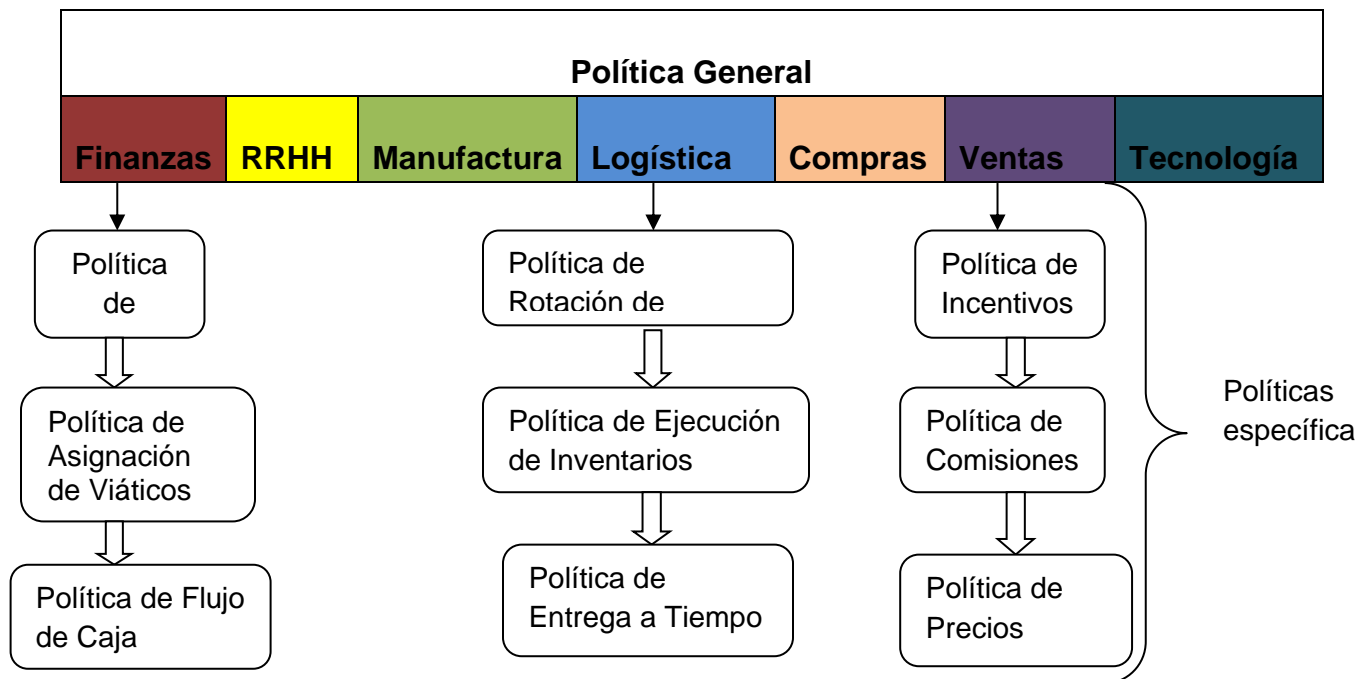 Política General
Finanzas RRHH Manufactura Logística Compras Ventas Tecnología
Política
de
Política de
Rotación de
Política de
Incentivos
Política de
Asignación
de Viáticos
Política de Ejecución
de Inventarios
Política de
Comisiones
Políticas
específica
Política de Flujo
de Caja
Política de
Entrega a Tiempo
Política de
Precios